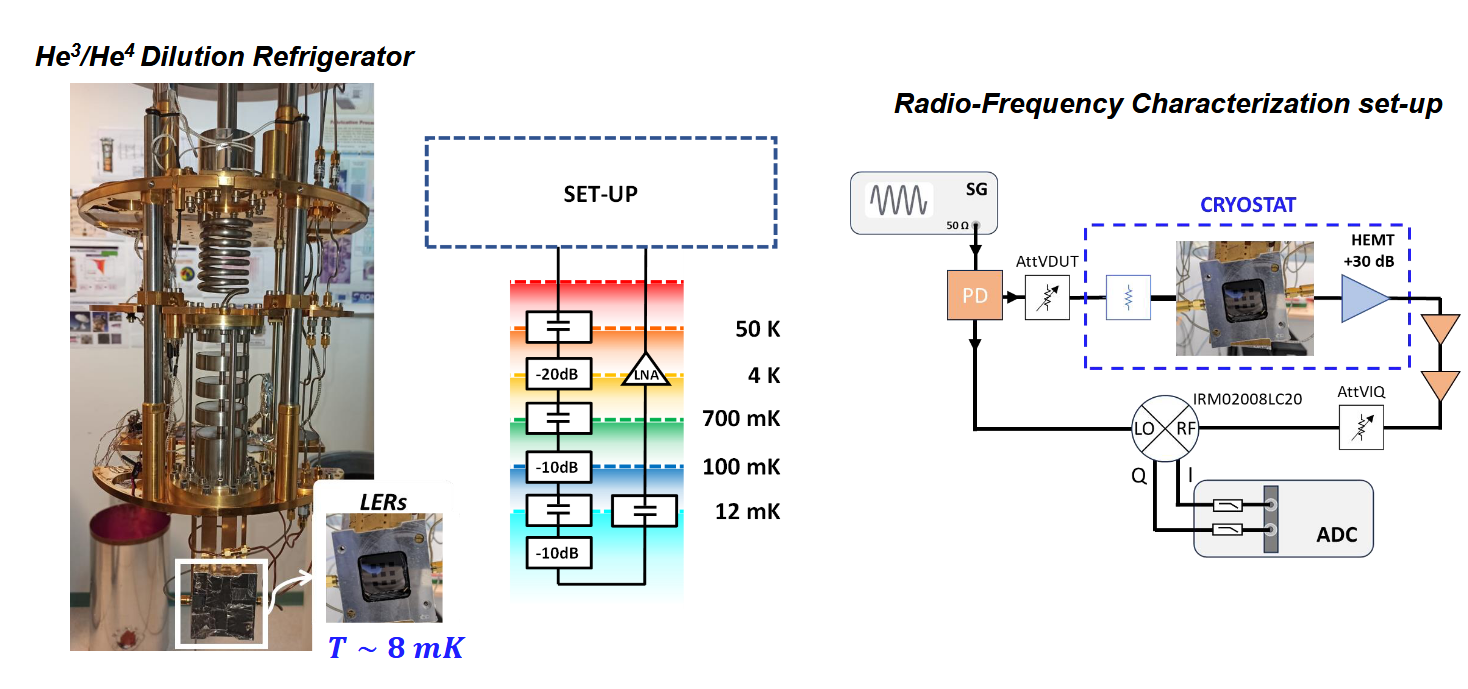 He³/He⁴ Dilution Refrigerator
LERs
T ~ 8 mK
SET-UP
50 K
-20dB
LNA
4 K
700 mK
-10dB
100 mK
12 mK
-10dB
Radio-Frequency Characterization set-up
SG
50 Ω
CRYOSTAT
HEMT
+30 dB
AttVDUT
PD
IRM02008LC20
AttVIQ
LO
RF
Q
I
ADC